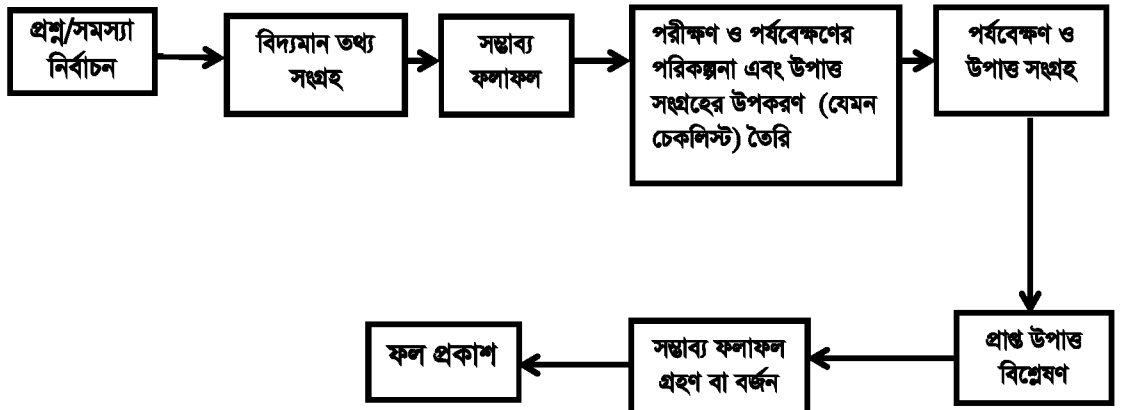 প্রশ্ন/সমস্যা
নির্বাচন
বিদ্যমান তথ্য
সংগ্রহ
সম্ভাব্য
ফলাফল
পরীক্ষণ ও পর্যবেক্ষণের
পরিকল্পনা এবং উপাত্ত
সংগ্রহের উপকরণ (যেমন
চেকলিস্ট) তৈরি
পর্যবেক্ষণ ও
উপাত্ত সংগ্রহ
প্রাপ্ত উপাত্ত
বিশ্লেষণ
সম্ভাব্য ফলাফল
গ্রহণ বা বর্জন
ফল প্রকাশ